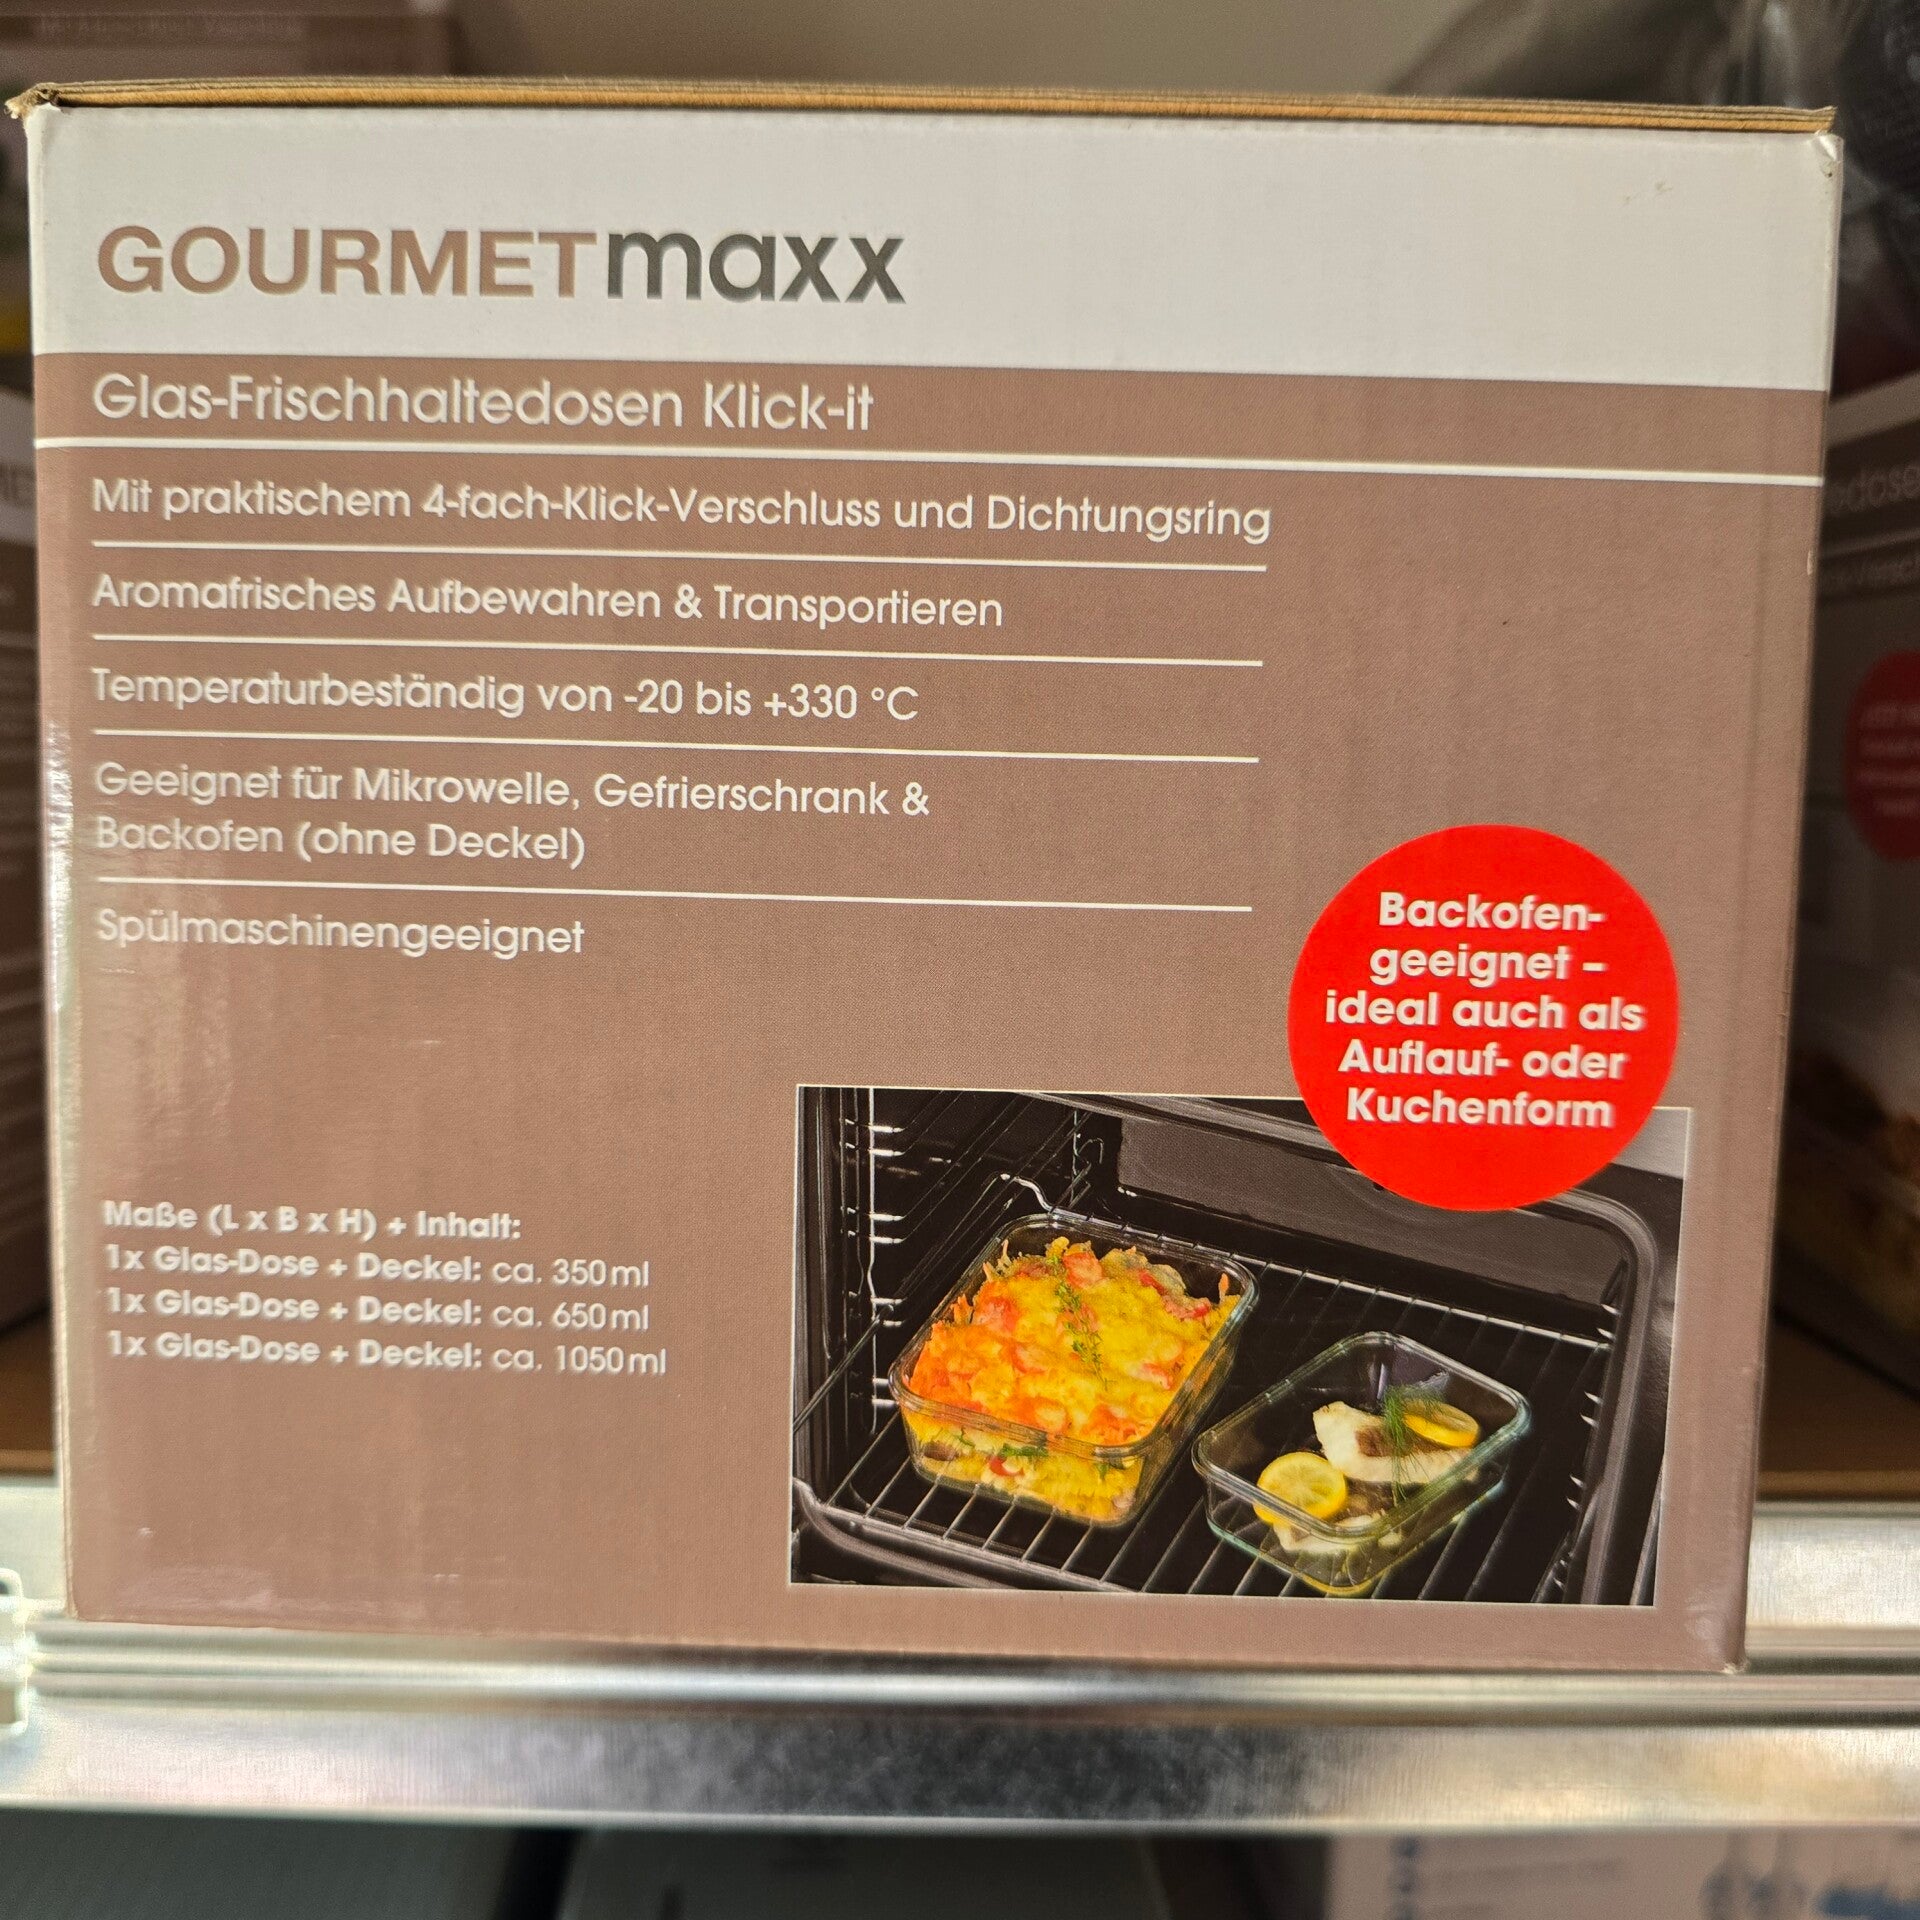 GOURMETmaxx
Glas-Frischhaltedosen Klick-it
Mit praktischem 4-fach-Klick-Verschluss und Dichtungsring
Aromafrisches Aufbewahren & Transportieren
Temperaturbeständig von -20 bis +330 °C
Geeignet für Mikrowelle, Gefrierschrank &
Backofen (ohne Deckel)
Spülmaschinengeeignet
Backofen-
geeignet –
ideal auch als
Auflauf- oder
Kuchenform
Maße (L x B x H) + Inhalt:
1x Glas-Dose + Deckel: ca. 350 ml
1x Glas-Dose + Deckel: ca. 650 ml
1x Glas-Dose + Deckel: ca. 1050 ml